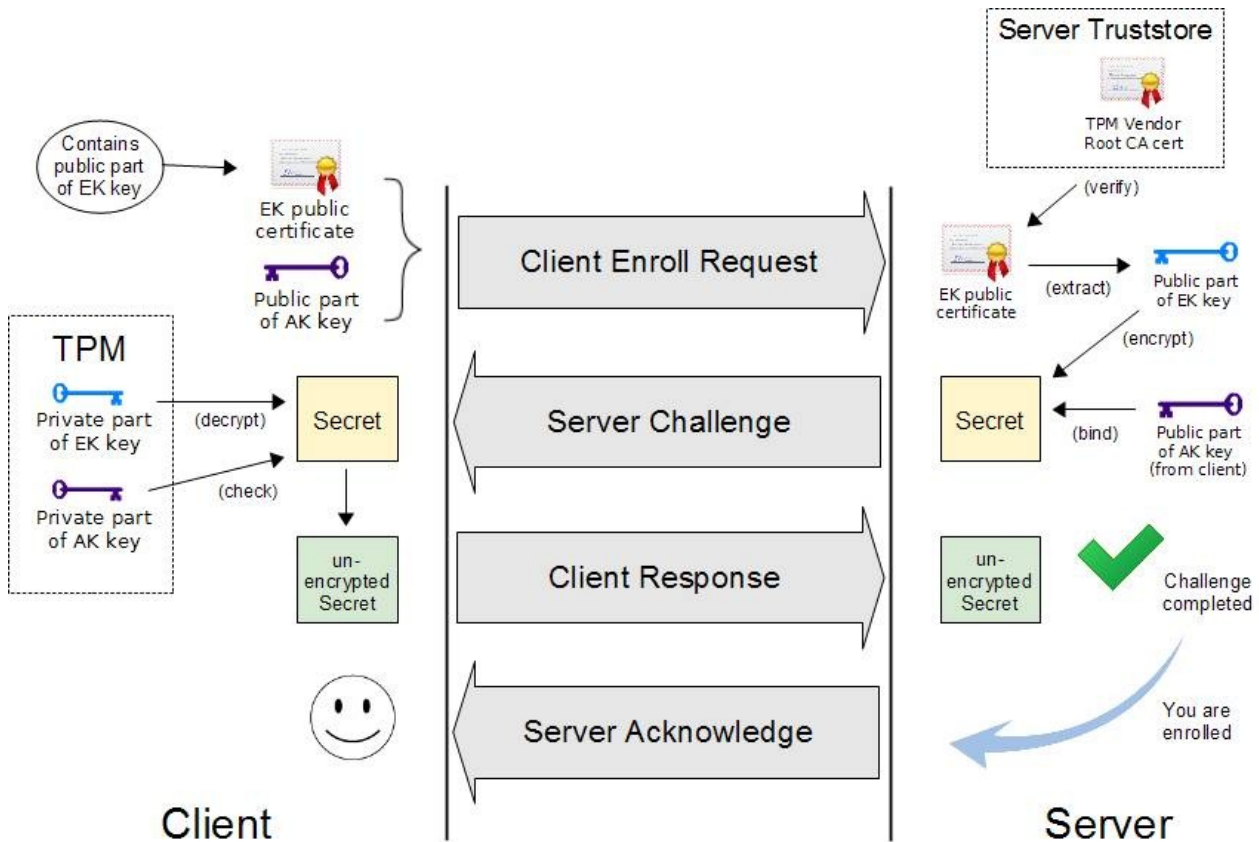 Server Truststore
TPM Vendor
Root CA cert
(verify)
Contains
public part
of EK key
EK public
certificate
Public part
of AK key
Client Enroll Request
EK public
certificate
(extract)
Public part
of EK key
(encrypt)
TPM
Private part
of EK key
(decrypt)
Secret
Private part
of AK key
(check)
Server Challenge
Secret
(bind)
Public part
of AK key
(from client)
un-
encrypted
Secret
Client Response
un-
encrypted
Secret
Challenge
completed
Server Acknowledge
You are
enrolled
Client
Server